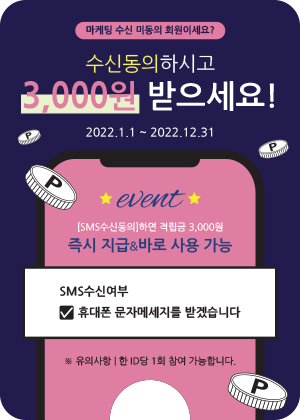 마케팅 수신 미동의 회원이세요?
수신동의하시고
3,000원 받으세요!
2022.1.1 ~ 2022.12.31
P
P
P
event
[SMS수신동의]하면 적립금 3,000원
즉시 지급&바로 사용 가능
SMS수신여부
휴대폰 문자메세지를 받겠습니다
※ 유의사항 | 한 ID당 1회 참여 가능합니다.
P